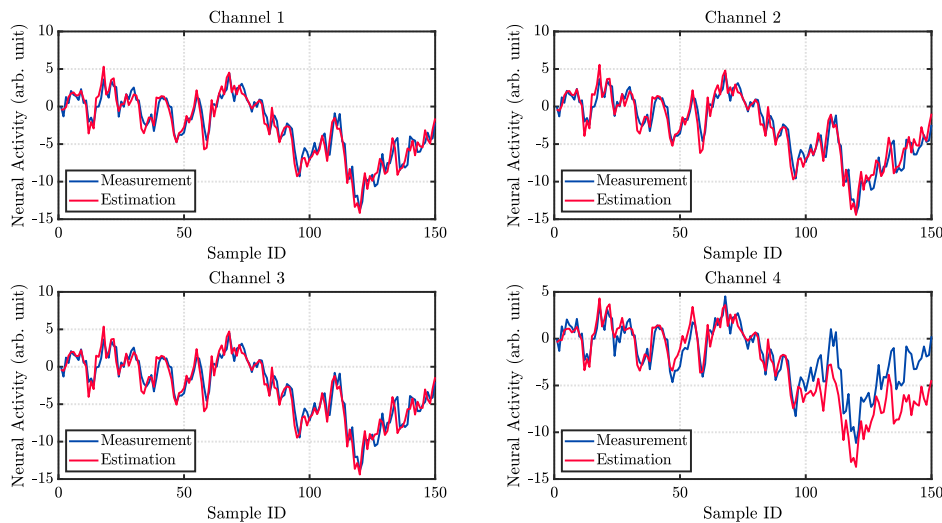 Channel 1
Neural Activity (arb. unit)
10
5
0
-5
-10
-15
Measurement
Estimation
0
50
100
150
Sample ID
Channel 2
Neural Activity (arb. unit)
10
5
0
-5
-10
-15
Measurement
Estimation
0
50
100
150
Sample ID
Channel 3
Neural Activity (arb. unit)
10
5
0
-5
-10
-15
Measurement
Estimation
0
50
100
150
Sample ID
Channel 4
Neural Activity (arb. unit)
5
0
-5
-10
-15
Measurement
Estimation
0
50
100
150
Sample ID